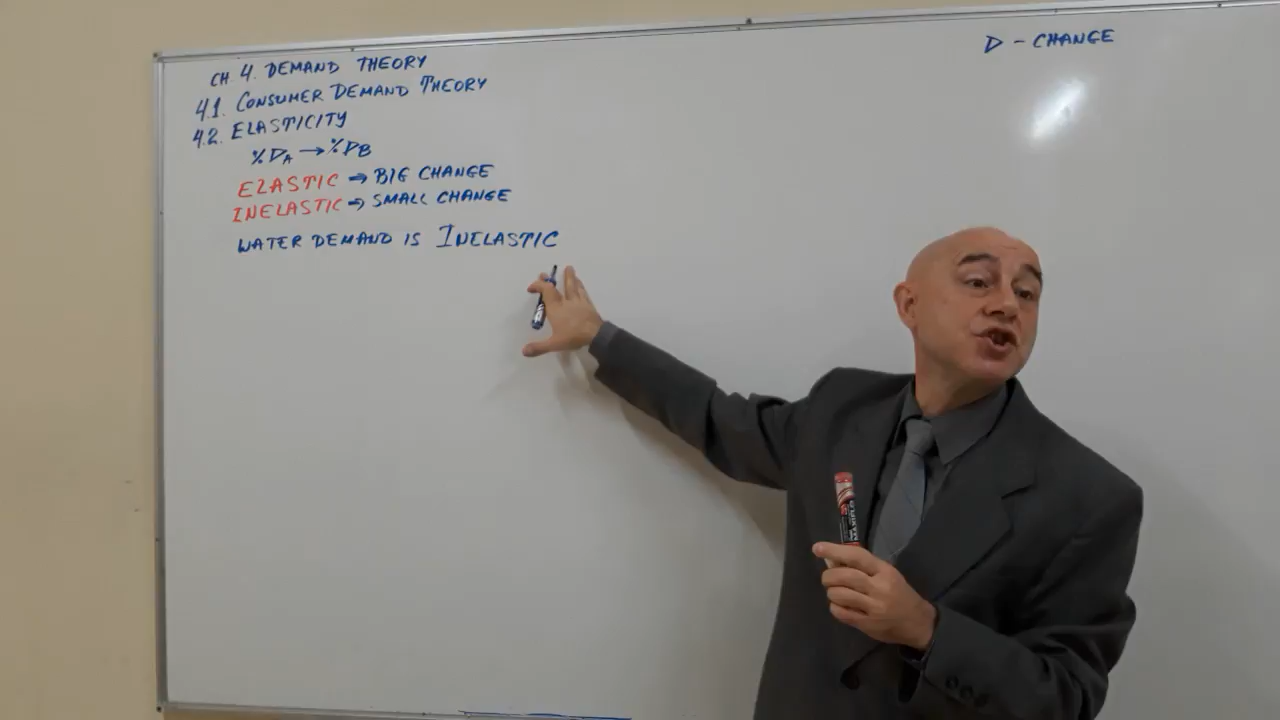 CH. 4. DEMAND THEORY
4.1. CONSUMER DEMAND THEORY
4.2. ELASTICITY
%DA → %DB
ELASTIC ⇒ BIG CHANGE
INELASTIC ⇒ SMALL CHANGE
WATER DEMAND IS INELASTIC
D - CHANGE